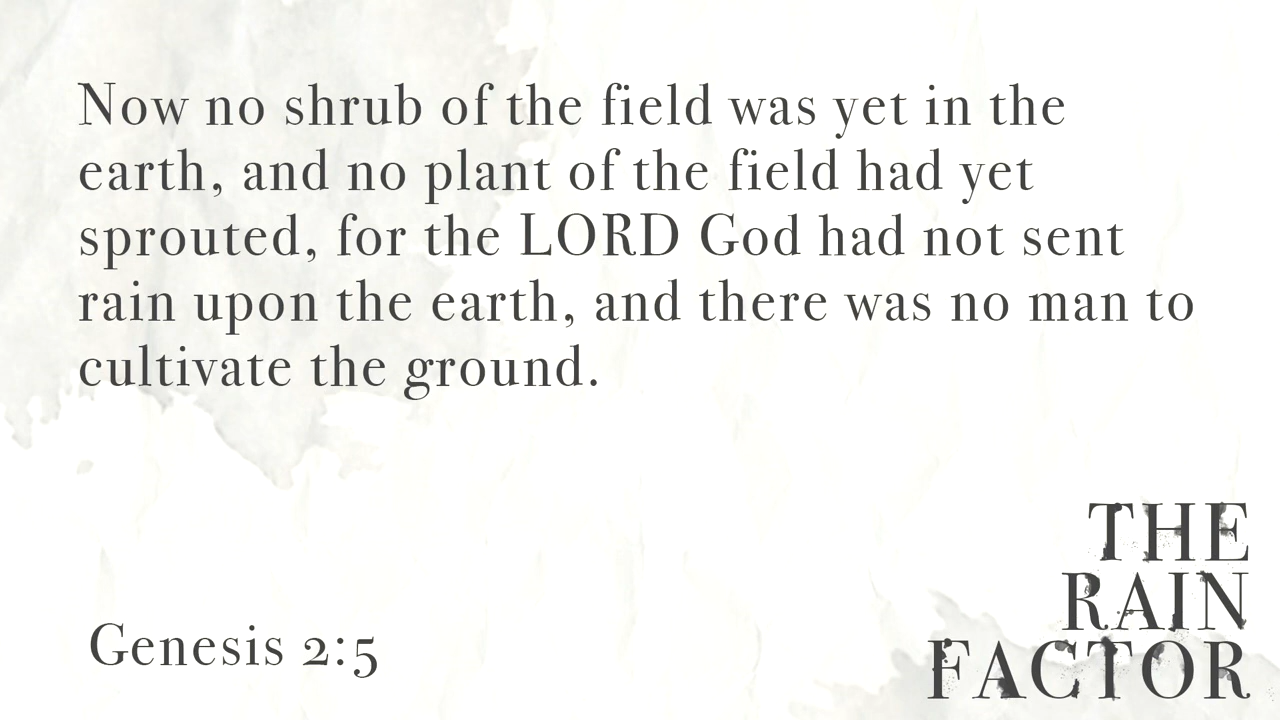 Now no shrub of the field was yet in the
earth, and no plant of the field had yet
sprouted, for the LORD God had not sent
rain upon the earth, and there was no man to
cultivate the ground.
Genesis 2:5
THE
RAIN
FACTOR